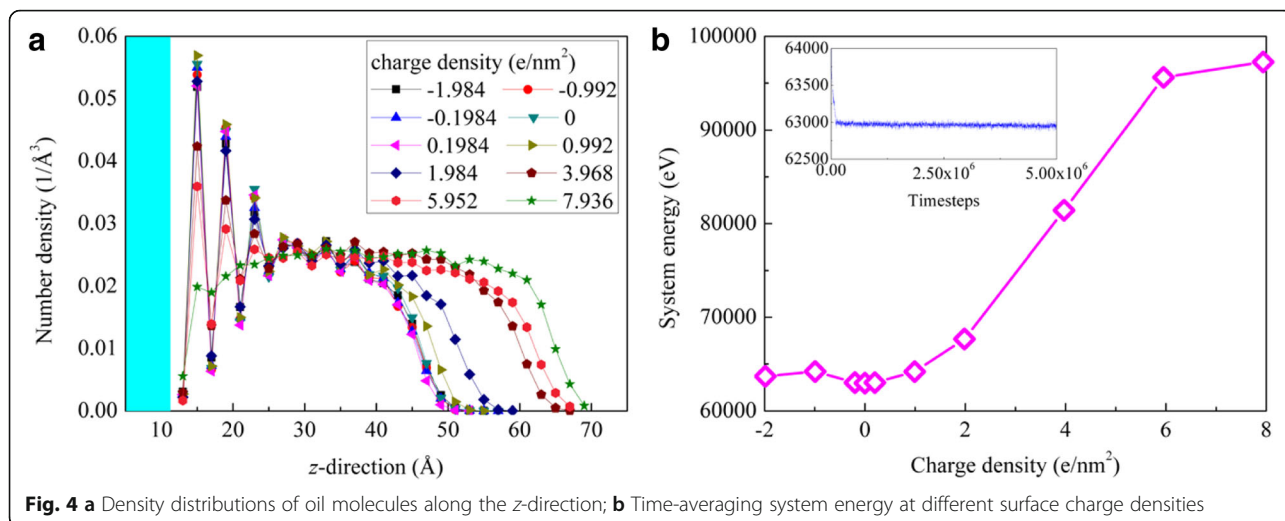 a
0.06
0.05
0.04
0.03
0.02
0.01
0.00
Number density (1/Å³)
charge density (e/nm²)
-1.984 -0.992
-0.1984 0
0.1984 0.992
1.984 3.968
5.952 7.936
10 20 30 40 50 60 70
z-direction (Å)
b
100000
90000
80000
70000
60000
System energy (eV)
64000
63500
63000
62500
0.00 2.50x10⁶ 5.00x10⁶
Timesteps
-2 0 2 4 6 8
Charge density (e/nm²)
Fig. 4 a Density distributions of oil molecules along the z-direction; b Time-averaging system energy at different surface charge densities